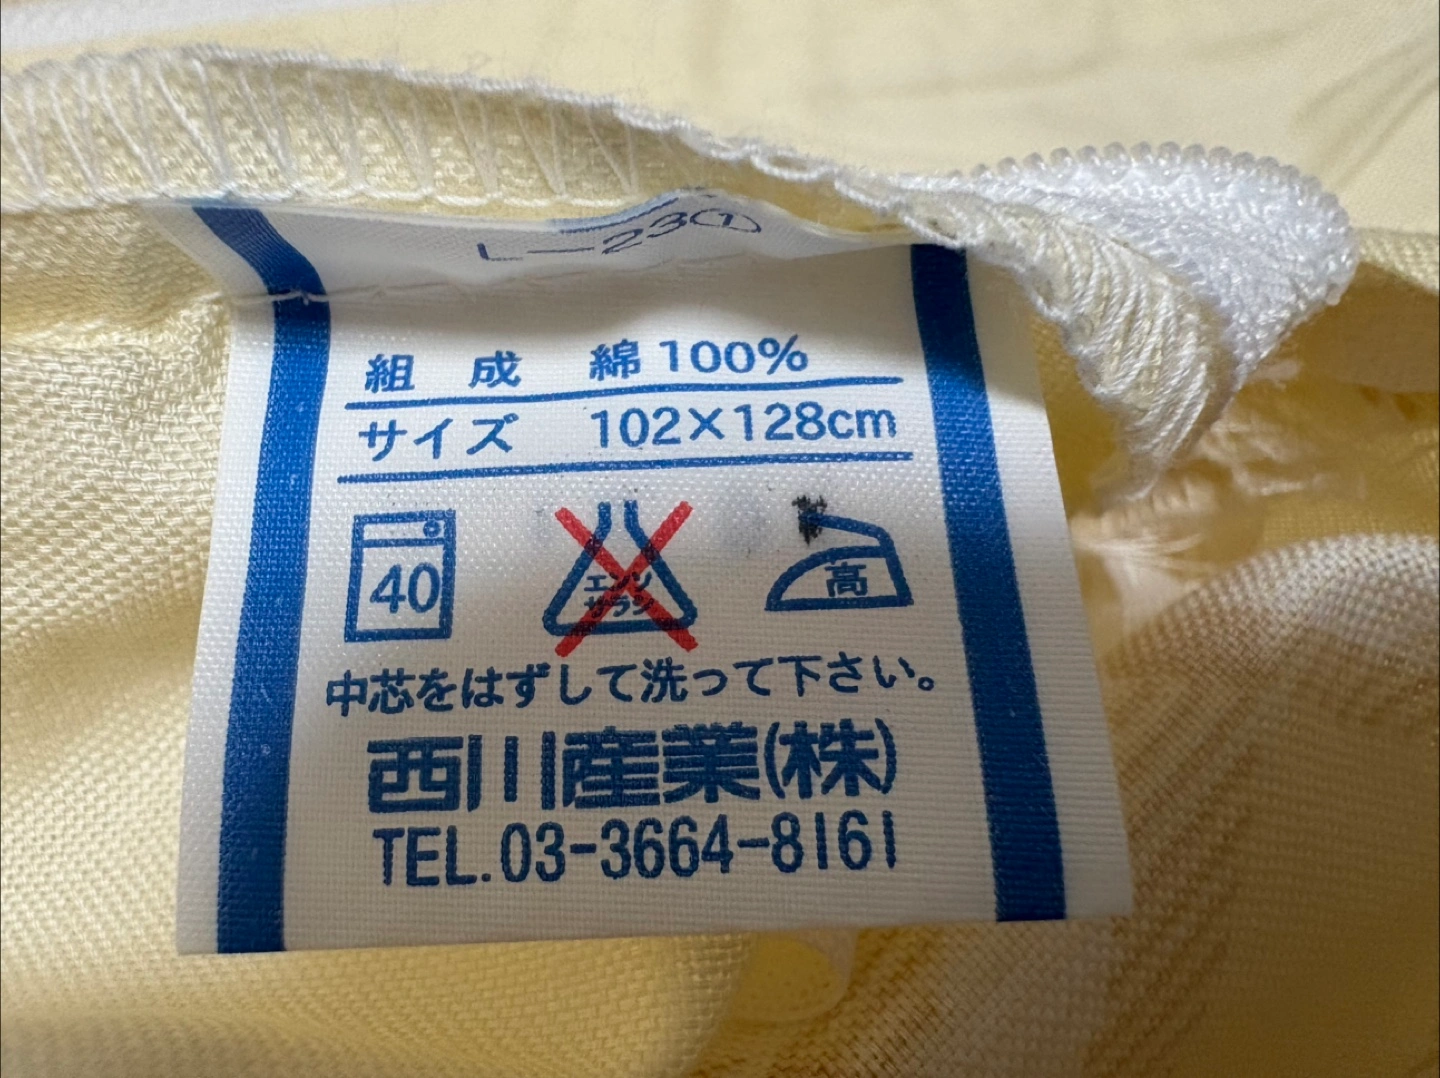 L-23①
組成 綿100%
サイズ 102×128cm
40
エンソ
サラシ
高
中芯をはずして洗って下さい。
西川産業(株)
TEL.03-3664-8161